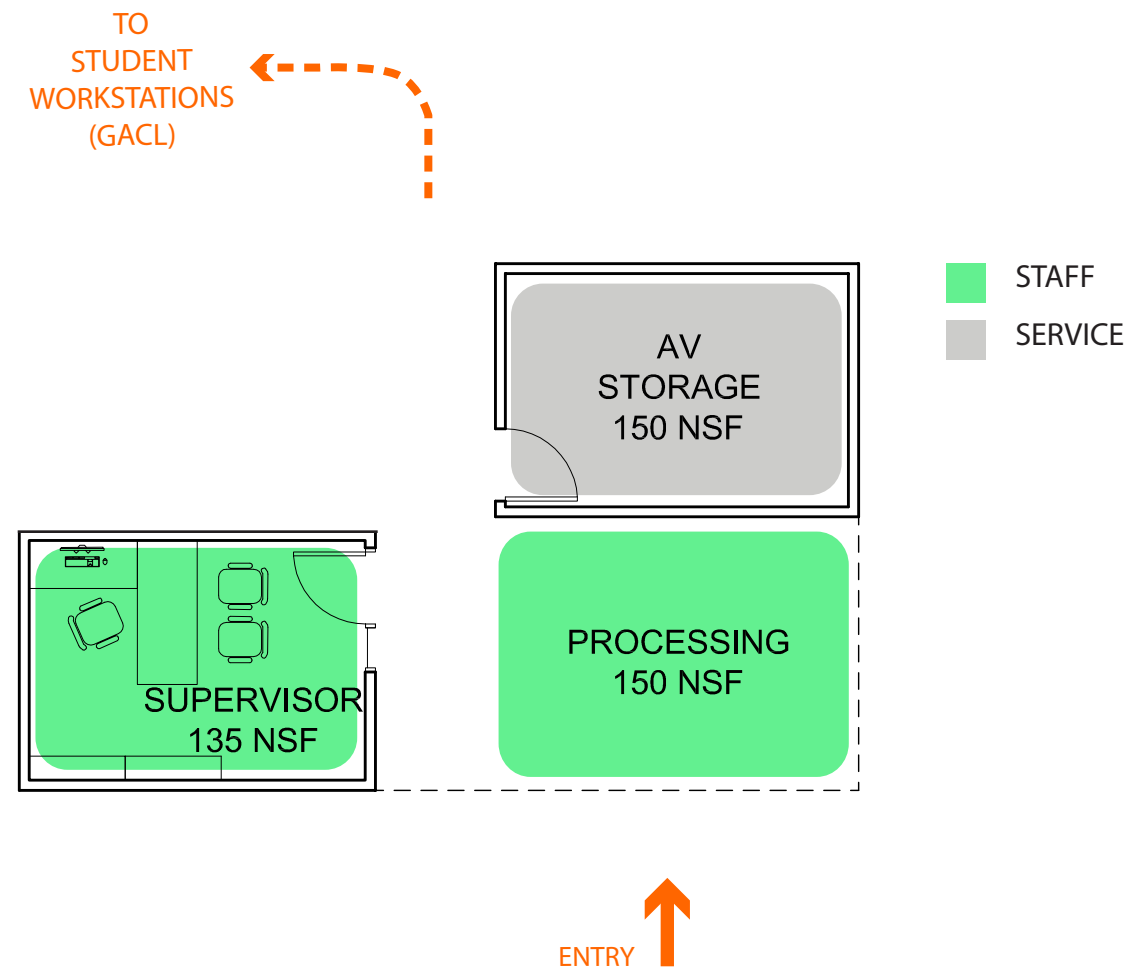 TO
STUDENT
WORKSTATIONS
(GACL)
STAFF
SERVICE
AV
STORAGE
150 NSF
PROCESSING
150 NSF
SUPERVISOR
135 NSF
ENTRY